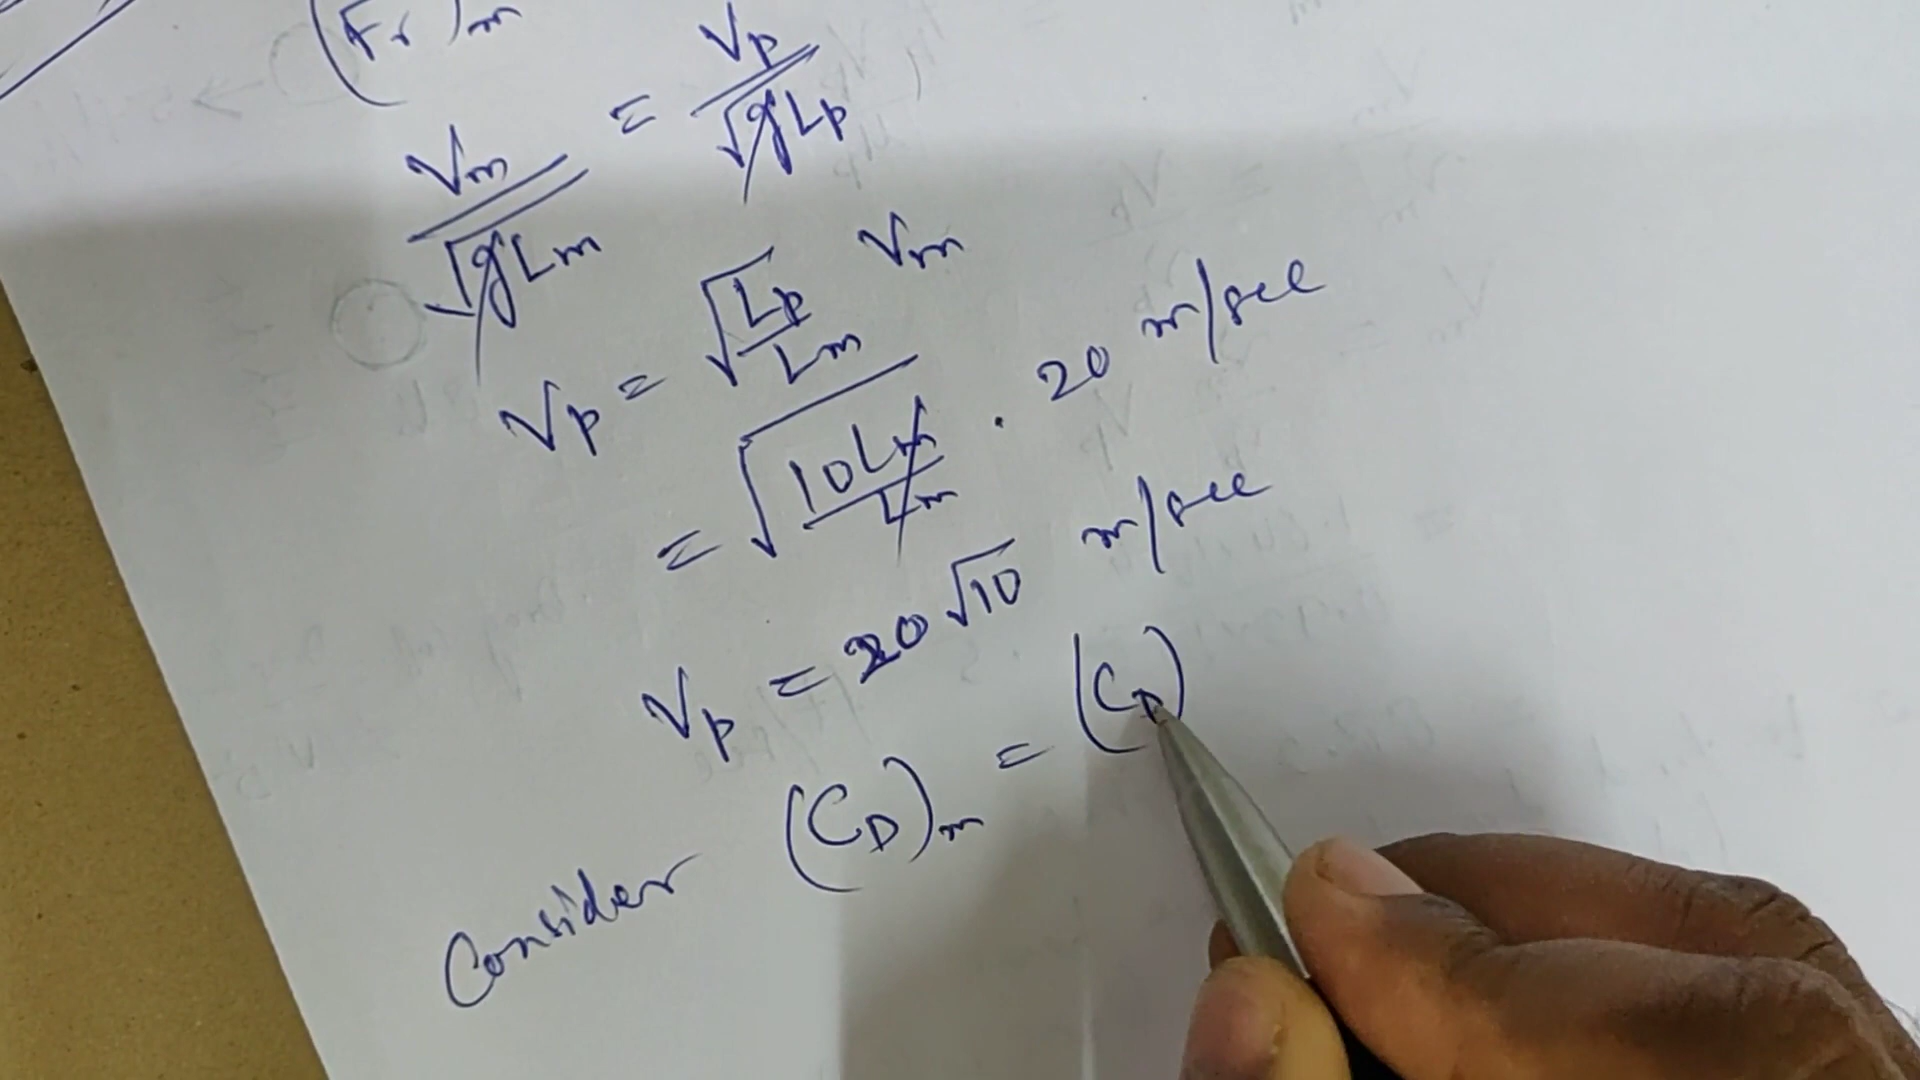 (Fr)m
Vm/√gLm = Vp/√gLp
Vp = √Lp/Lm Vm
= √10Lm/Lm . 20 m/sec
Vp = 20√10 m/sec
Consider (CD)m = (CD)